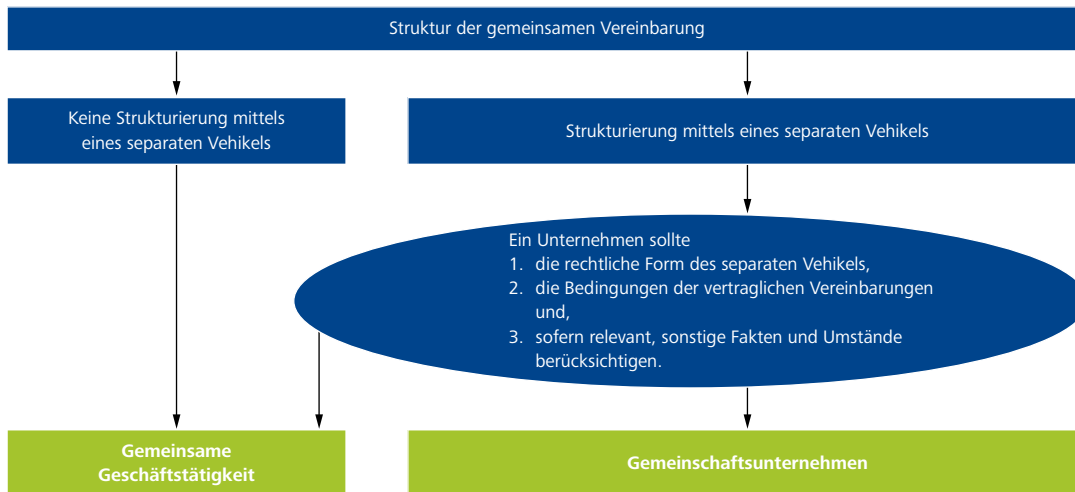 Struktur der gemeinsamen Vereinbarung
Keine Strukturierung mittels
eines separaten Vehikels
Strukturierung mittels eines separaten Vehikels
Ein Unternehmen sollte
1. die rechtliche Form des separaten Vehikels,
2. die Bedingungen der vertraglichen Vereinbarungen
und,
3. sofern relevant, sonstige Fakten und Umstände
berücksichtigen.
Gemeinsame
Geschäftstätigkeit
Gemeinschaftsunternehmen